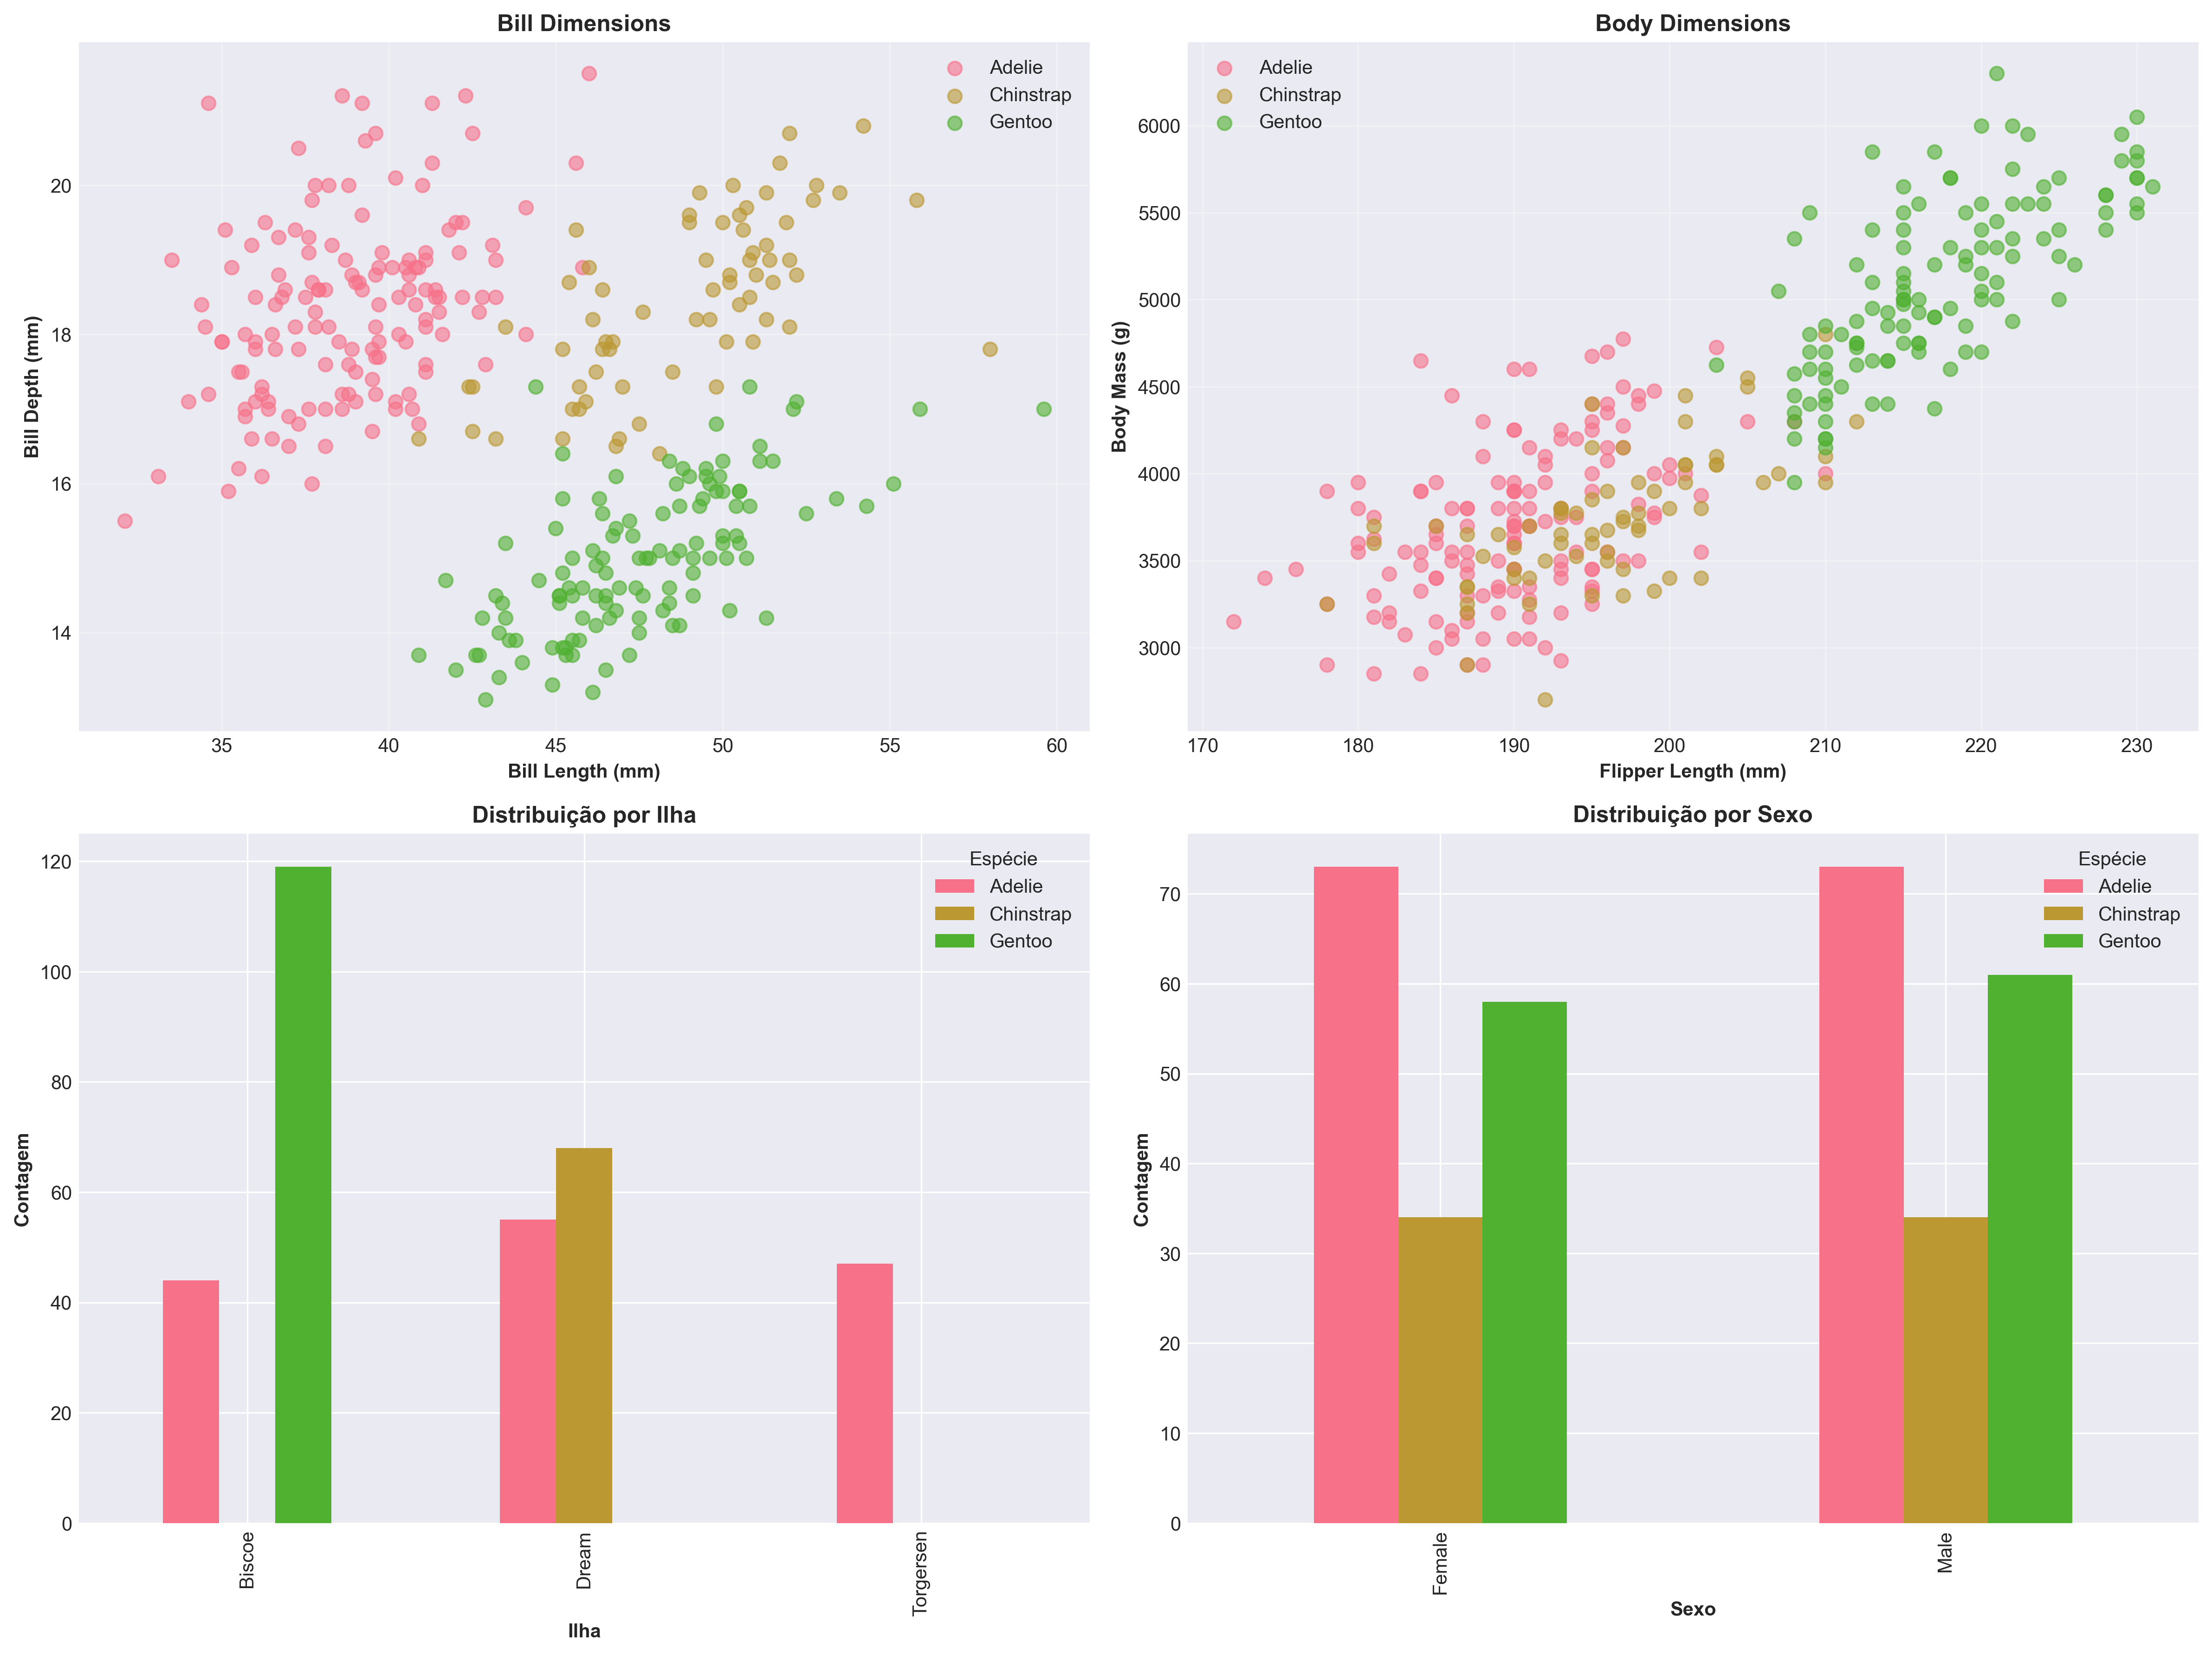 Bill Dimensions
Adelie
Chinstrap
Gentoo
20
18
16
14
Bill Depth (mm)
35 40 45 50 55 60
Bill Length (mm)
Body Dimensions
Adelie
Chinstrap
Gentoo
6000
5500
5000
4500
4000
3500
3000
Body Mass (g)
170 180 190 200 210 220 230
Flipper Length (mm)
Distribuição por Ilha
Espécie
Adelie
Chinstrap
Gentoo
120
100
80
60
40
20
0
Contagem
Biscoe
Dream
Torgersen
Ilha
Distribuição por Sexo
Espécie
Adelie
Chinstrap
Gentoo
70
60
50
40
30
20
10
0
Contagem
Female
Male
Sexo